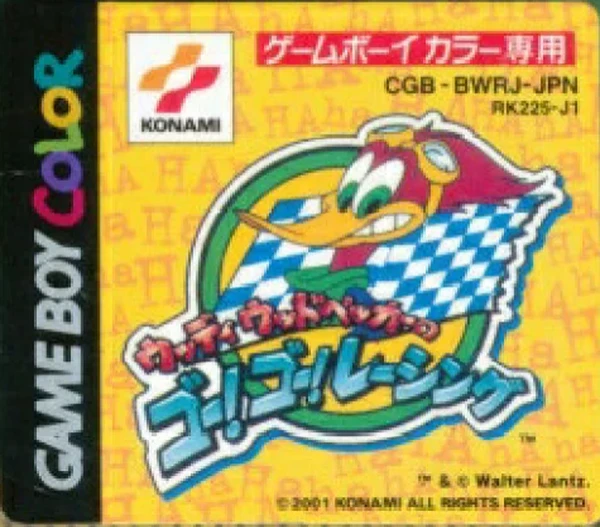 GAME BOY COLOR
KONAMI
ゲームボーイカラー専用
CGB-BWRJ-JPN
RK225-J1
ウッディウッドペッカーの
ゴー!ゴー!レーシング
TM
™ & © Walter Lantz.
© 2001 KONAMI ALL RIGHTS RESERVED.